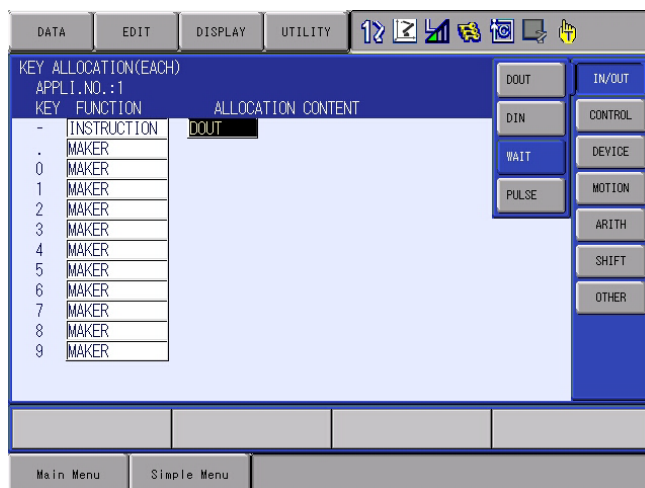 DATA EDIT DISPLAY UTILITY
KEY ALLOCATION(EACH)
APPLI.NO.:1
KEY FUNCTION ALLOCATION CONTENT
- INSTRUCTION DOUT
. MAKER
0 MAKER
1 MAKER
2 MAKER
3 MAKER
4 MAKER
5 MAKER
6 MAKER
7 MAKER
8 MAKER
9 MAKER
DOUT
DIN
WAIT
PULSE
IN/OUT
CONTROL
DEVICE
MOTION
ARITH
SHIFT
OTHER
Main Menu Simple Menu